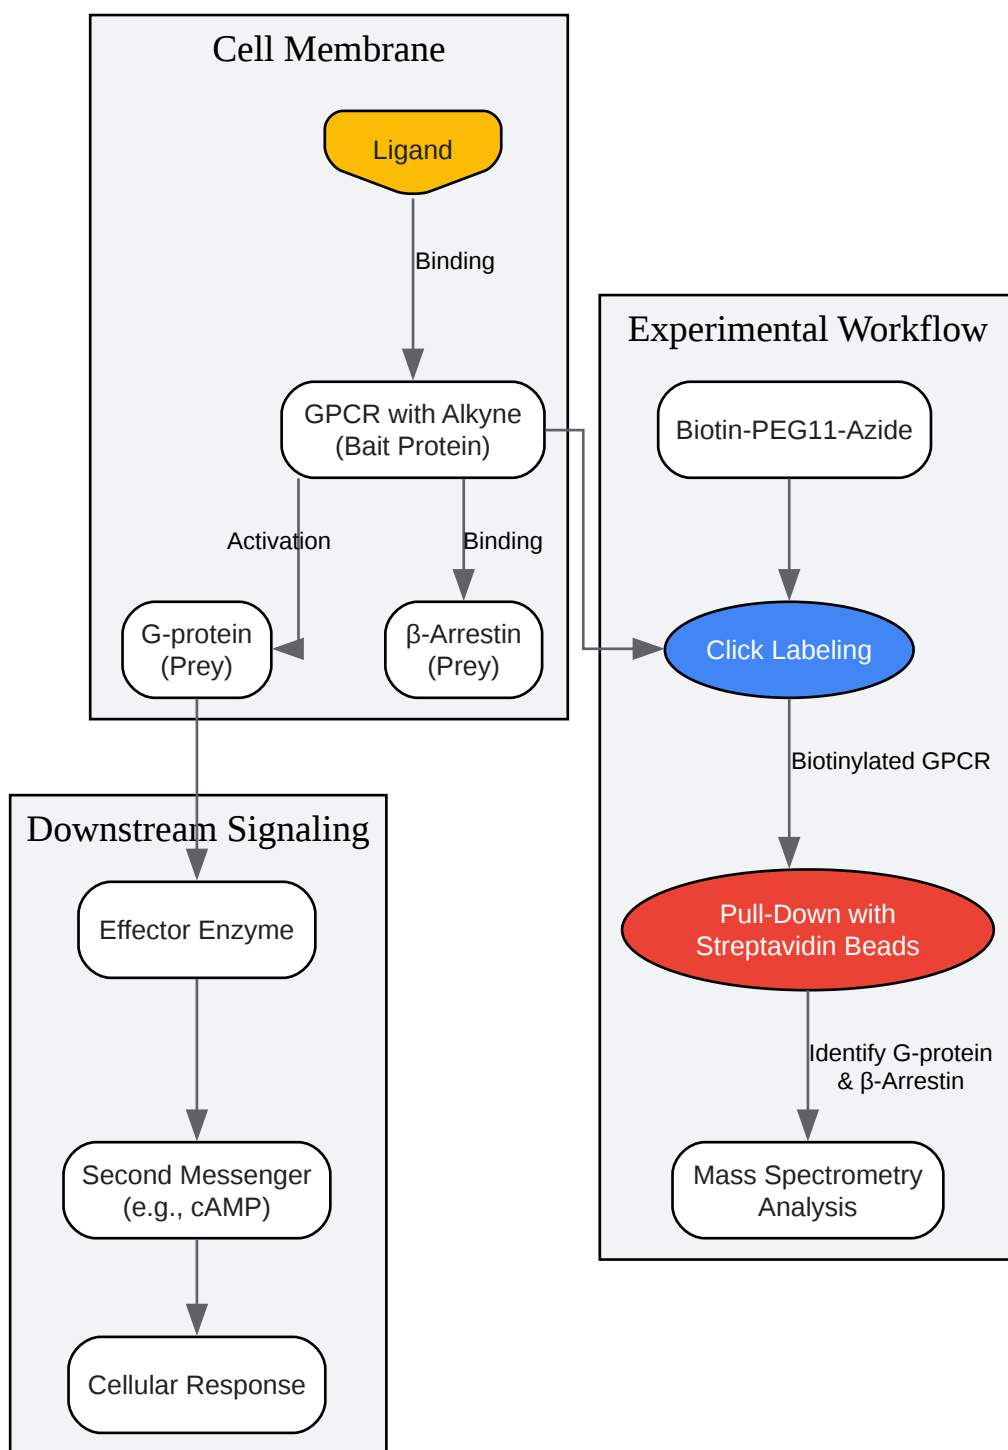 Cell Membrane
Ligand
Binding
GPCR with Alkyne
(Bait Protein)
Activation
Binding
G-protein
(Prey)
β-Arrestin
(Prey)
Experimental Workflow
Biotin-PEG11-Azide
Click Labeling
Biotinylated GPCR
Pull-Down with
Streptavidin Beads
Identify G-protein
& β-Arrestin
Mass Spectrometry
Analysis
Downstream Signaling
Effector Enzyme
Second Messenger
(e.g., cAMP)
Cellular Response